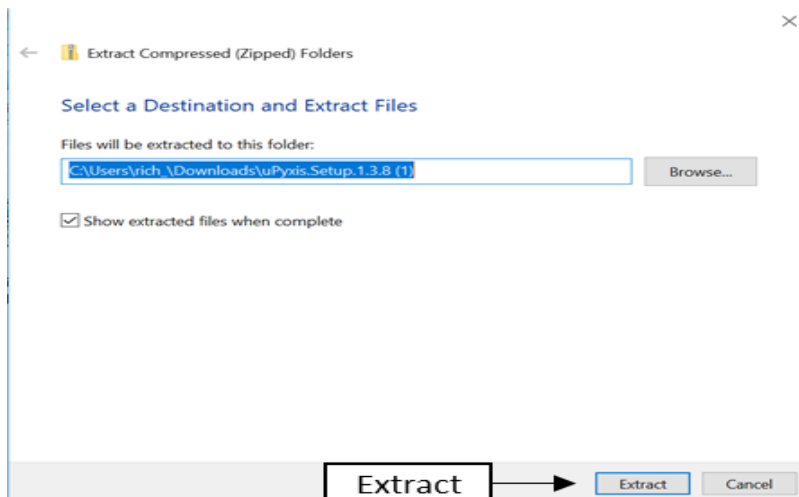 Extract Compressed (Zipped) Folders
Select a Destination and Extract Files
Files will be extracted to this folder:
C:\Users\rich_\Downloads\uPyxis.Setup.1.3.8 (1)
Browse...
Show extracted files when complete
Extract
Extract
Cancel